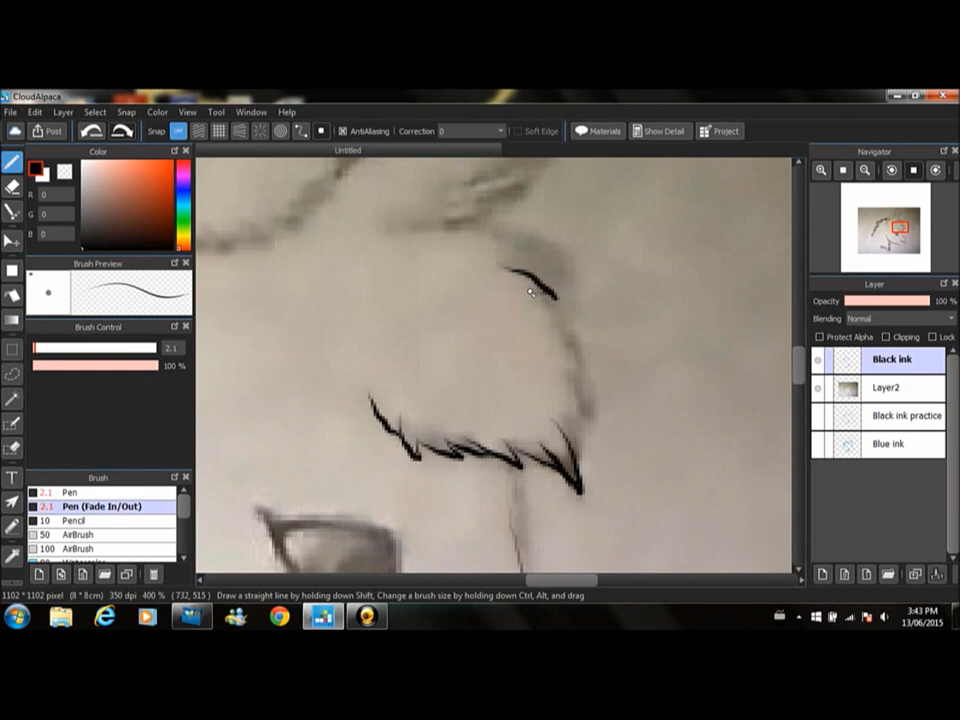 CloudAlpaca
File Edit Layer Select Snap Color View Tool Window Help
Post Snap OFF AntiAliasing Correction 0 Soft Edge Materials Show Detail Project
Color Untitled Navigator
R 0
G 0
B 0
Brush Preview
Layer
Opacity 100 %
Blending Normal
Brush Control
Protect Alpha Clipping Lock
2.1
100 %
Black ink
Layer2
Black ink practice
Blue ink
Brush
2.1 Pen
2.1 Pen (Fade In/Out)
10 Pencil
50 AirBrush
100 AirBrush
T
1102 * 1102 pixel (8 * 8cm) 350 dpi 400 % ( 732, 515 ) Draw a straight line by holding down Shift, Change a brush size by holding down Ctrl, Alt, and drag
3:43 PM
13/06/2015